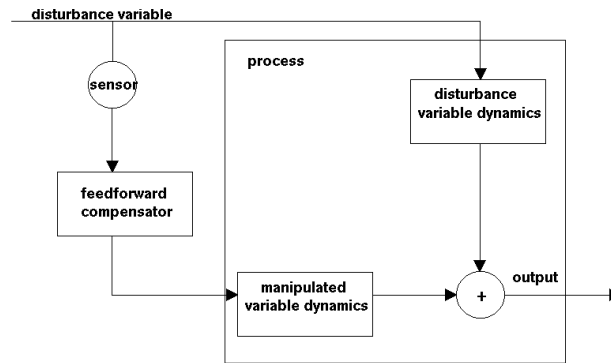 disturbance variable
process
sensor
disturbance
variable dynamics
feedforward
compensator
output
manipulated
variable dynamics
+